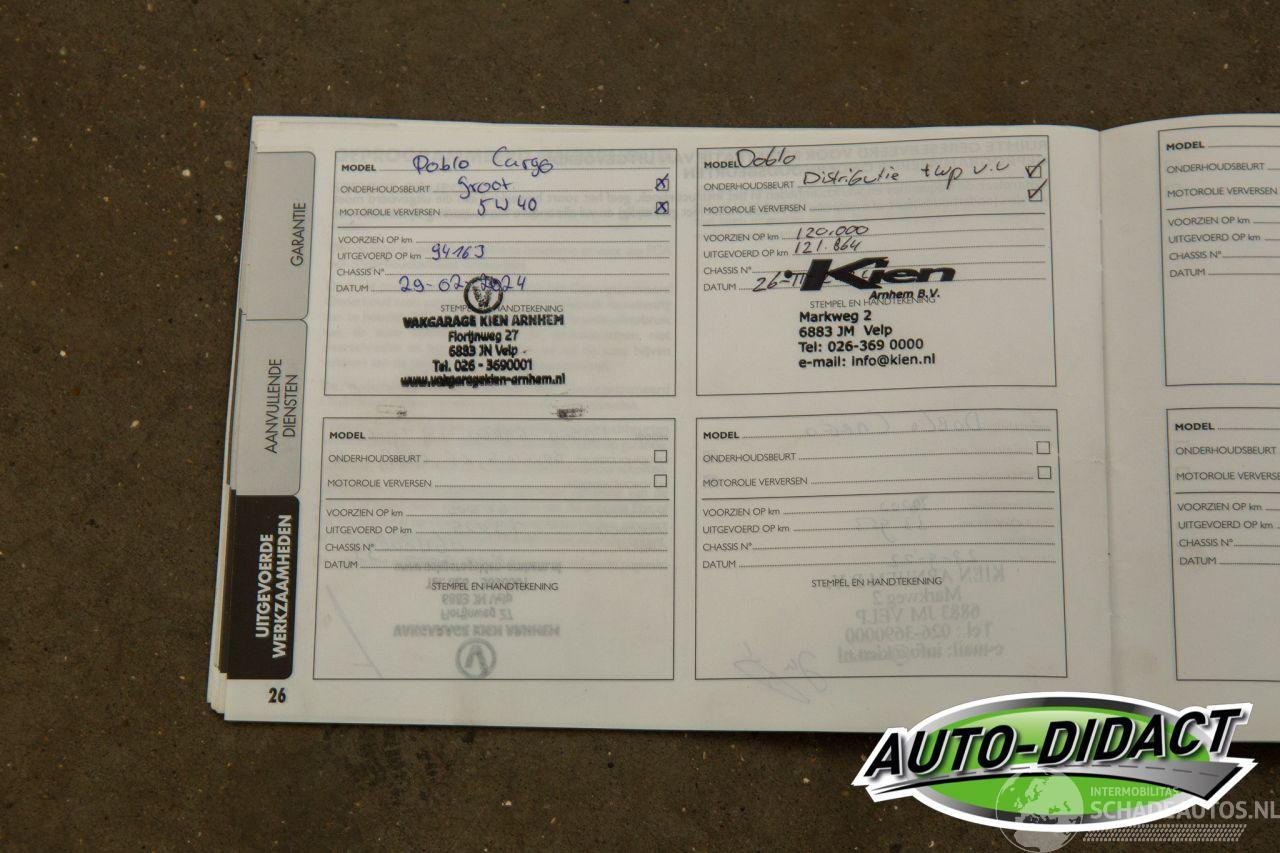 GARANTIE
AANVULLENDE
DIENSTEN
UITGEVOERDE
WERKZAAMHEDEN
26
MODEL Doblo Cargo
ONDERHOUDSBEURT groot
MOTOROLIE VERVERSEN 5W40
VOORZIEN OP km
UITGEVOERD OP km 94163
CHASSIS N°
DATUM 29-02-2024
STEMPEL EN HANDTEKENING
VAKGARAGE KIEN ARNHEM
Florijnweg 27
6883 JN Velp
Tel. 026 - 3690001
www.vakgaragekien-arnhem.nl
MODEL Doblo
ONDERHOUDSBEURT Distributie + wp v.v
MOTOROLIE VERVERSEN
VOORZIEN OP km 120.000
UITGEVOERD OP km 121.864
CHASSIS N°
DATUM 26-
Kien
Arnhem B.V.
STEMPEL EN HANDTEKENING
Markweg 2
6883 JM Velp
Tel: 026-369 0000
e-mail: info@kien.nl
MODEL
ONDERHOUDSBEURT
MOTOROLIE VERVERSEN
VOORZIEN OP km
UITGEVOERD OP km
CHASSIS N°
DATUM
STEMPEL EN HANDTEKENING
MODEL
ONDERHOUDSBEURT
MOTOROLIE VERVERSEN
VOORZIEN OP km
UITGEVOERD OP km
CHASSIS N°
DATUM
STEMPEL EN HANDTEKENING
MODEL
ONDERHOUDSBEURT
MOTOROLIE VERVERSEN
VOORZIEN OP km
UITGEVOERD OP km
CHASSIS N°
DATUM
MODEL
ONDERHOUDSBEURT
MOTOROLIE VERVERSEN
VOORZIEN OP km
UITGEVOERD OP km
CHASSIS N°
DATUM
AUTO-DIDACT
INTERMOBILITAS
SCHADEAUTOS.NL